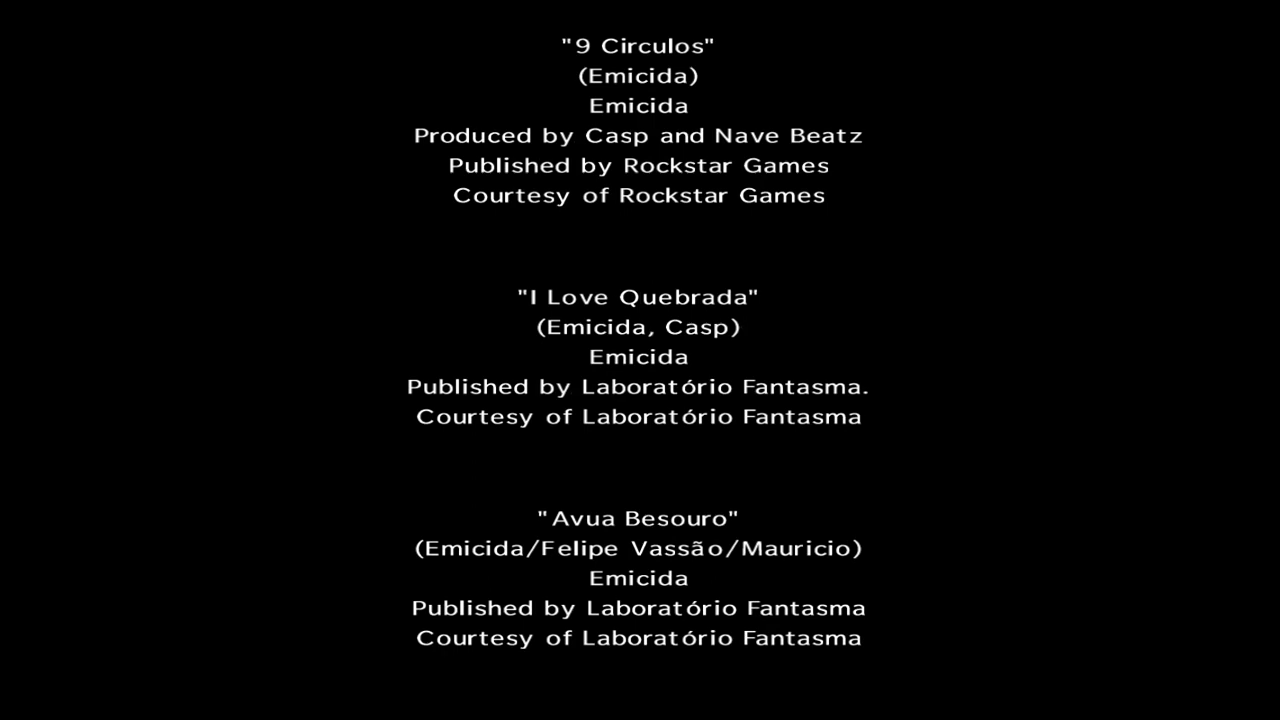 "9 Circulos"
(Emicida)
Emicida
Produced by Casp and Nave Beatz
Published by Rockstar Games
Courtesy of Rockstar Games
"I Love Quebrada"
(Emicida, Casp)
Emicida
Published by Laboratório Fantasma.
Courtesy of Laboratório Fantasma
"Avua Besouro"
(Emicida/Felipe Vassão/Mauricio)
Emicida
Published by Laboratório Fantasma
Courtesy of Laboratório Fantasma